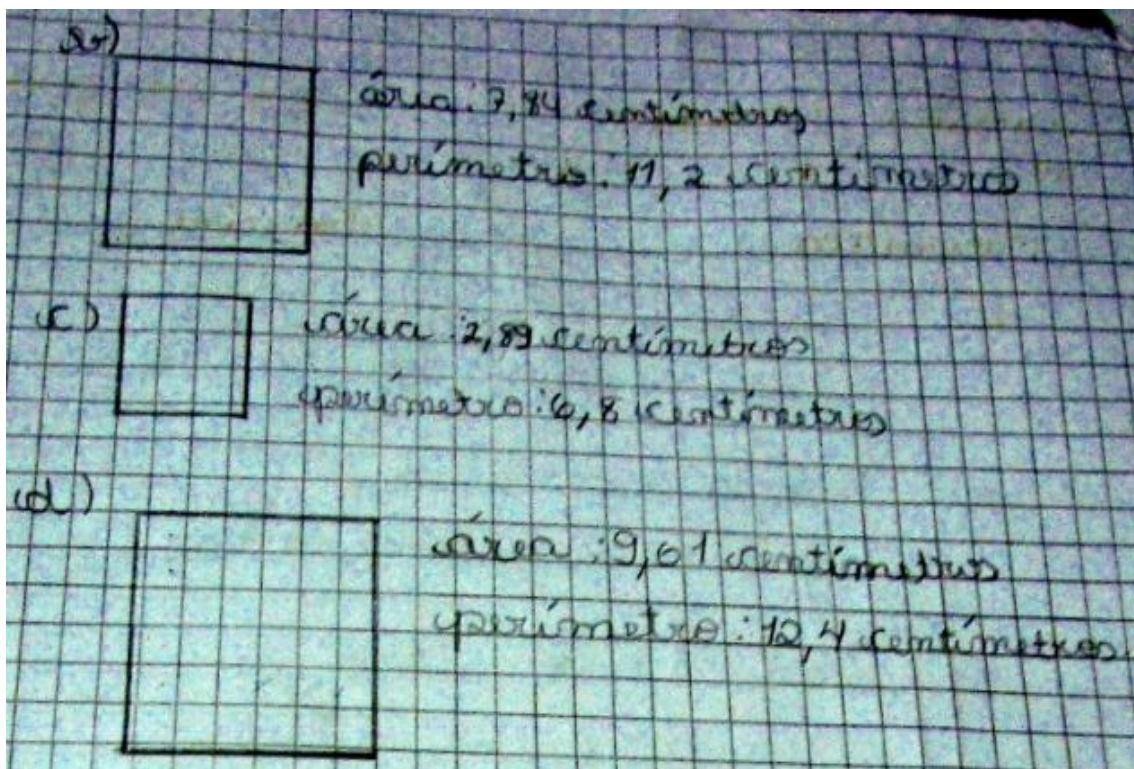 b)
área: 7,84 centímetros
perímetro: 11,2 centímetros
c)
área: 2,89 centímetros
perímetro: 6,8 centímetros
d)
área: 9,61 centímetros
perímetro: 12,4 centímetros